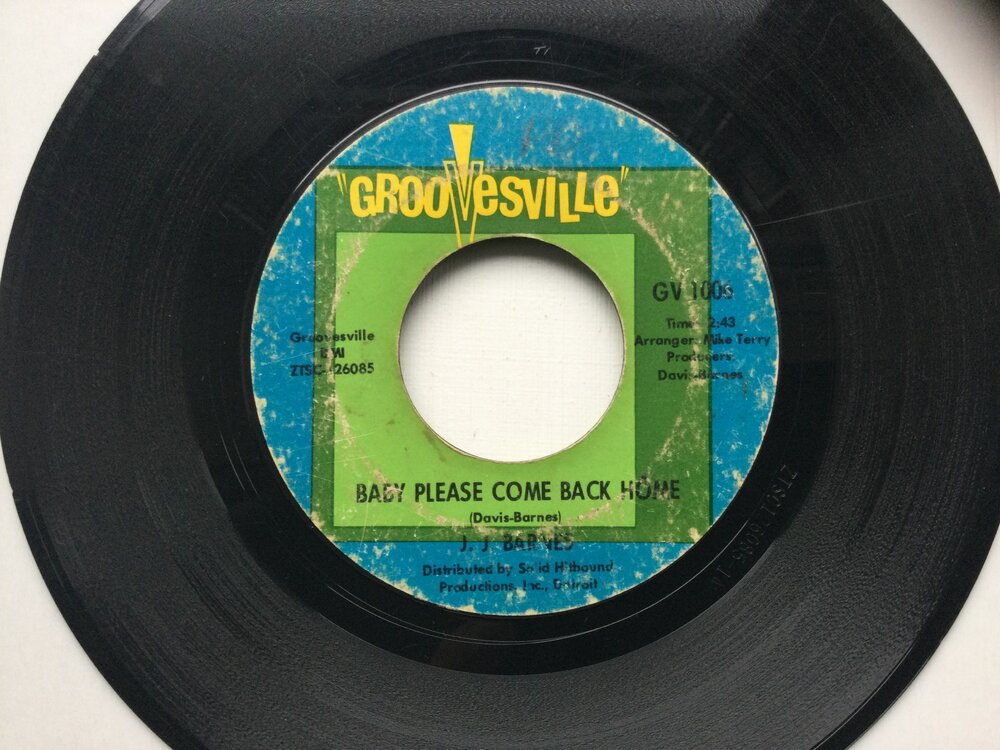 "GROOVESVILLE"
GV 1006
Time 2:43
Arranger: Mike Terry
Producers:
Davis-Barnes
Groovesville
BMI
ZTSC-126085
BABY PLEASE COME BACK HOME
(Davis-Barnes)
J. J. BARNES
Distributed by Solid Hitbound
Productions, Inc., Detroit